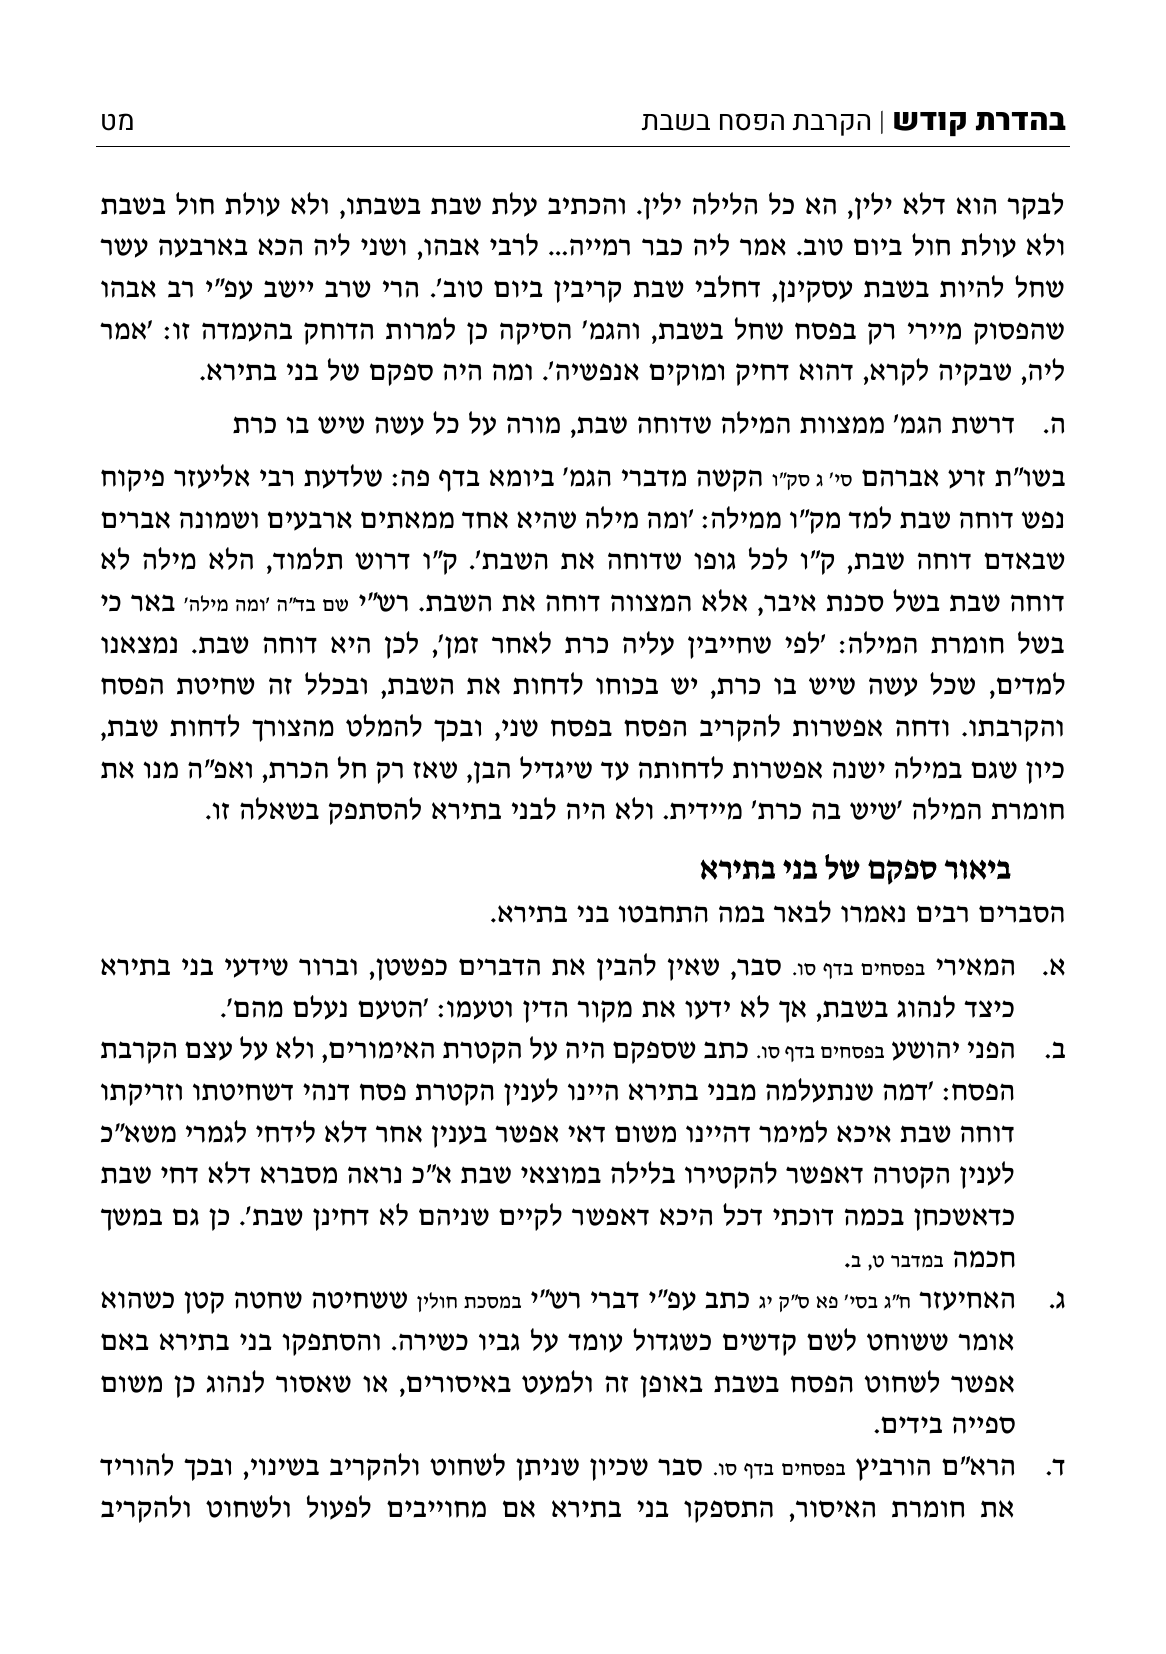 בהדרת קודש | הקרבת הפסח בשבת מט
לבקר הוא דלא ילין, הא כל הלילה ילין. והכתיב עלת שבת בשבתו, ולא עולת חול בשבת
ולא עולת חול ביום טוב. אמר ליה כבר רמייה... לרבי אבהו, ושני ליה הכא בארבעה עשר
שחל להיות בשבת עסקינן, דחלבי שבת קריבין ביום טוב'. הרי שרב יישב עפ"י רב אבהו
שהפסוק מיירי רק בפסח שחל בשבת, והגמ' הסיקה כן למרות הדוחק בהעמדה זו: 'אמר
ליה, שבקיה לקרא, דהוא דחיק ומוקים אנפשיה'. ומה היה ספקם של בני בתירא.
ה. דרשת הגמ' ממצוות המילה שדוחה שבת, מורה על כל עשה שיש בו כרת
בשו"ת זרע אברהם סי' ג סק"ו הקשה מדברי הגמ' ביומא בדף פה: שלדעת רבי אליעזר פיקוח
נפש דוחה שבת למד מק"ו ממילה: 'ומה מילה שהיא אחד ממאתים ארבעים ושמונה אברים
שבאדם דוחה שבת, ק"ו לכל גופו שדוחה את השבת'. ק"ו דרוש תלמוד, הלא מילה לא
דוחה שבת בשל סכנת איבר, אלא המצווה דוחה את השבת. רש"י שם בד"ה 'ומה מילה' באר כי
בשל חומרת המילה: 'לפי שחייבין עליה כרת לאחר זמן', לכן היא דוחה שבת. נמצאנו
למדים, שכל עשה שיש בו כרת, יש בכוחו לדחות את השבת, ובכלל זה שחיטת הפסח
והקרבתו. ודחה אפשרות להקריב הפסח בפסח שני, ובכך להמלט מהצורך לדחות שבת,
כיון שגם במילה ישנה אפשרות לדחותה עד שיגדיל הבן, שאז רק חל הכרת, ואפ"ה מנו את
חומרת המילה 'שיש בה כרת' מיידית. ולא היה לבני בתירא להסתפק בשאלה זו.
ביאור ספקם של בני בתירא
הסברים רבים נאמרו לבאר במה התחבטו בני בתירא.
א. המאירי בפסחים בדף סו. סבר, שאין להבין את הדברים כפשטן, וברור שידעי בני בתירא
כיצד לנהוג בשבת, אך לא ידעו את מקור הדין וטעמו: 'הטעם נעלם מהם'.
ב. הפני יהושע בפסחים בדף סו. כתב שספקם היה על הקטרת האימורים, ולא על עצם הקרבת
הפסח: 'דמה שנתעלמה מבני בתירא היינו לענין הקטרת פסח דנהי דשחיטתו וזריקתו
דוחה שבת איכא למימר דהיינו משום דאי אפשר בענין אחר דלא לידחי לגמרי משא"כ
לענין הקטרה דאפשר להקטירו בלילה במוצאי שבת א"כ נראה מסברא דלא דחי שבת
כדאשכחן בכמה דוכתי דכל היכא דאפשר לקיים שניהם לא דחינן שבת'. כן גם במשך
חכמה במדבר ט, ב.
ג. האחיעזר ח"ג בסי' פא ס"ק יג כתב עפ"י דברי רש"י במסכת חולין ששחיטה שחטה קטן כשהוא
אומר ששוחט לשם קדשים כשגדול עומד על גביו כשירה. והסתפקו בני בתירא באם
אפשר לשחוט הפסח בשבת באופן זה ולמעט באיסורים, או שאסור לנהוג כן משום
ספייה בידים.
ד. הרא"ם הורביץ בפסחים בדף סו. סבר שכיון שניתן לשחוט ולהקריב בשינוי, ובכך להוריד
את חומרת האיסור, התספקו בני בתירא אם מחוייבים לפעול ולשחוט ולהקריב